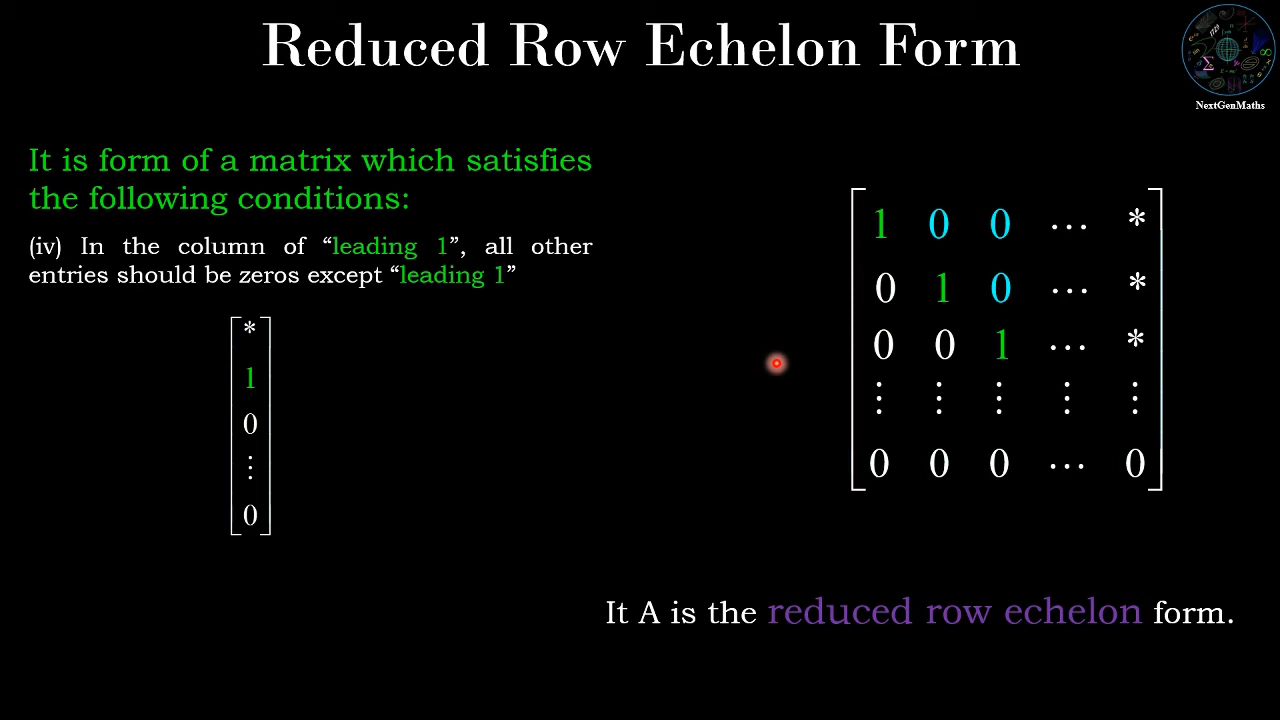 Reduced Row Echelon Form
NextGenMaths
It is form of a matrix which satisfies
the following conditions:
(iv) In the column of “leading 1”, all other
entries should be zeros except “leading 1”
*
1
0
⋮
0
1 0 0 ⋯ *
0 1 0 ⋯ *
0 0 1 ⋯ *
⋮ ⋮ ⋮ ⋮ ⋮
0 0 0 ⋯ 0
It A is the reduced row echelon form.